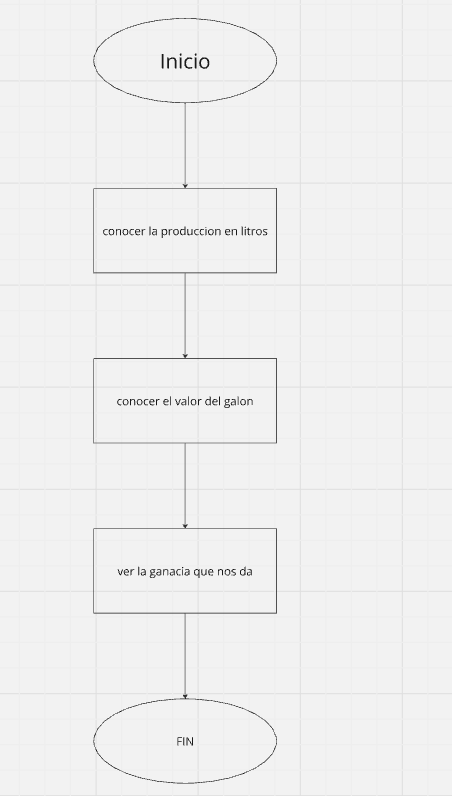 Inicio
conocer la produccion en litros
conocer el valor del galon
ver la ganacia que nos da
FIN